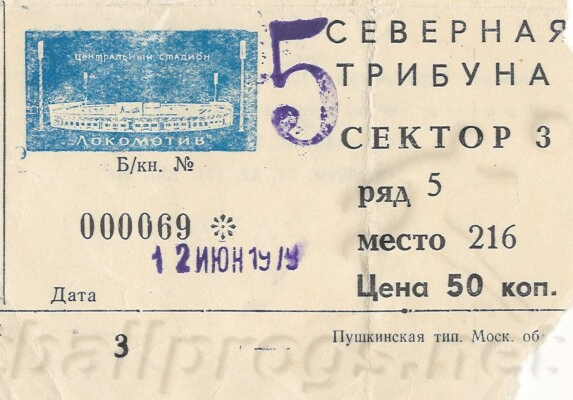 ЦЕНТРАЛЬНЫЙ СТАДИОН
"ЛОКОМОТИВ"
Б/кн. №
000069 ❊
12 ИЮН 1979
Дата
5
СЕВЕРНАЯ
ТРИБУНА
СЕКТОР 3
ряд 5
место 216
Цена 50 коп.
3
—
Пушкинская тип. Моск. об